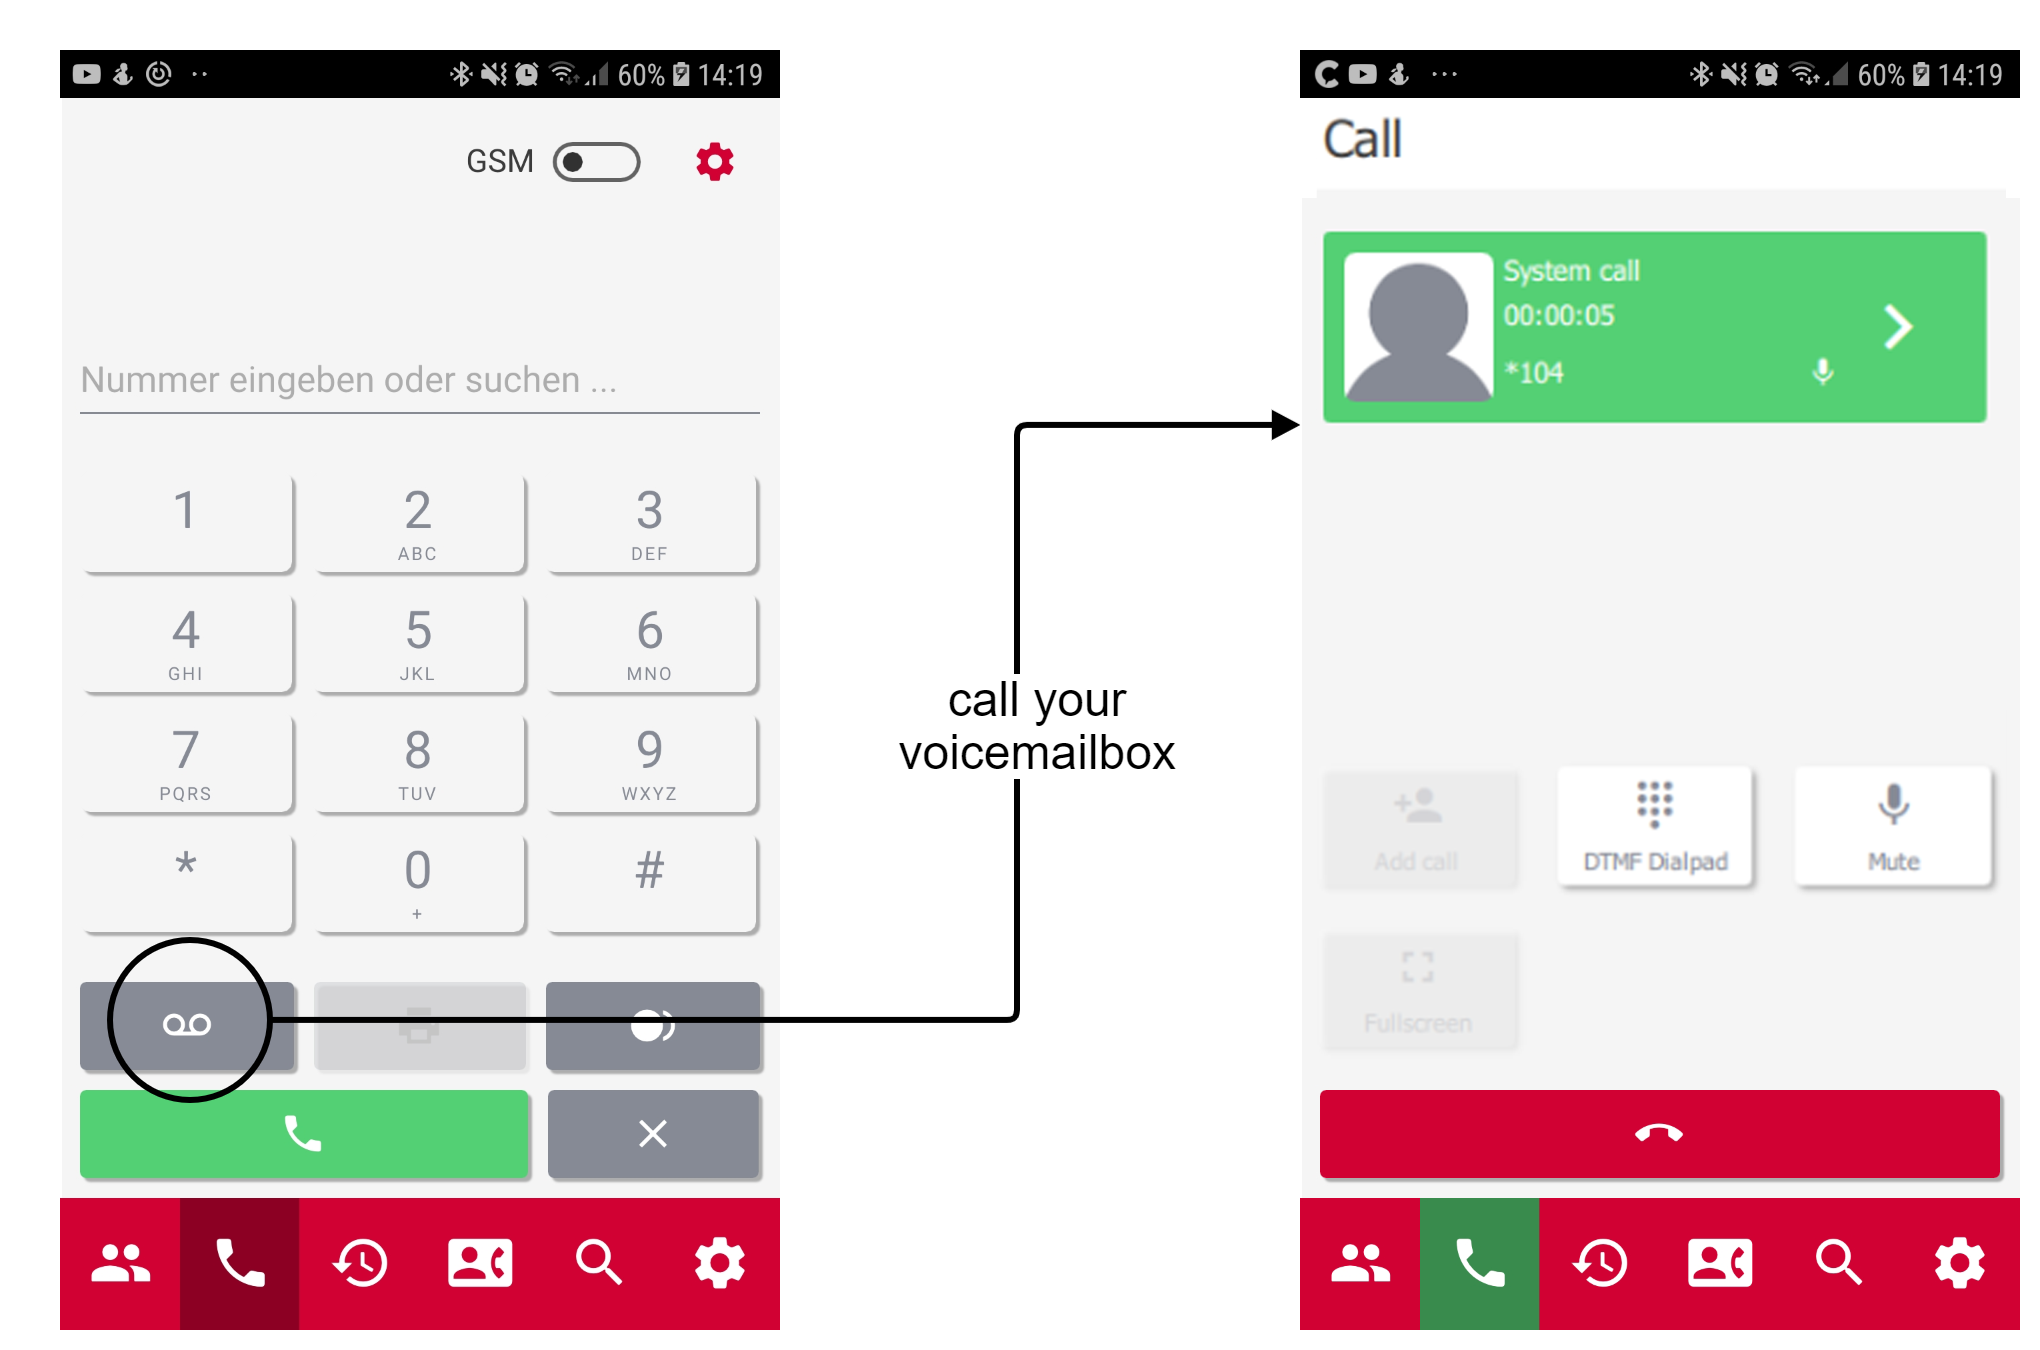 60% 14:19
GSM
Nummer eingeben oder suchen ...
1
2
ABC
3
DEF
4
GHI
5
JKL
6
MNO
7
PQRS
8
TUV
9
WXYZ
*
0
+
#
call your
voicemailbox
60% 14:19
Call
System call
00:00:05
*104
Add call
DTMF Dialpad
Mute
Fullscreen